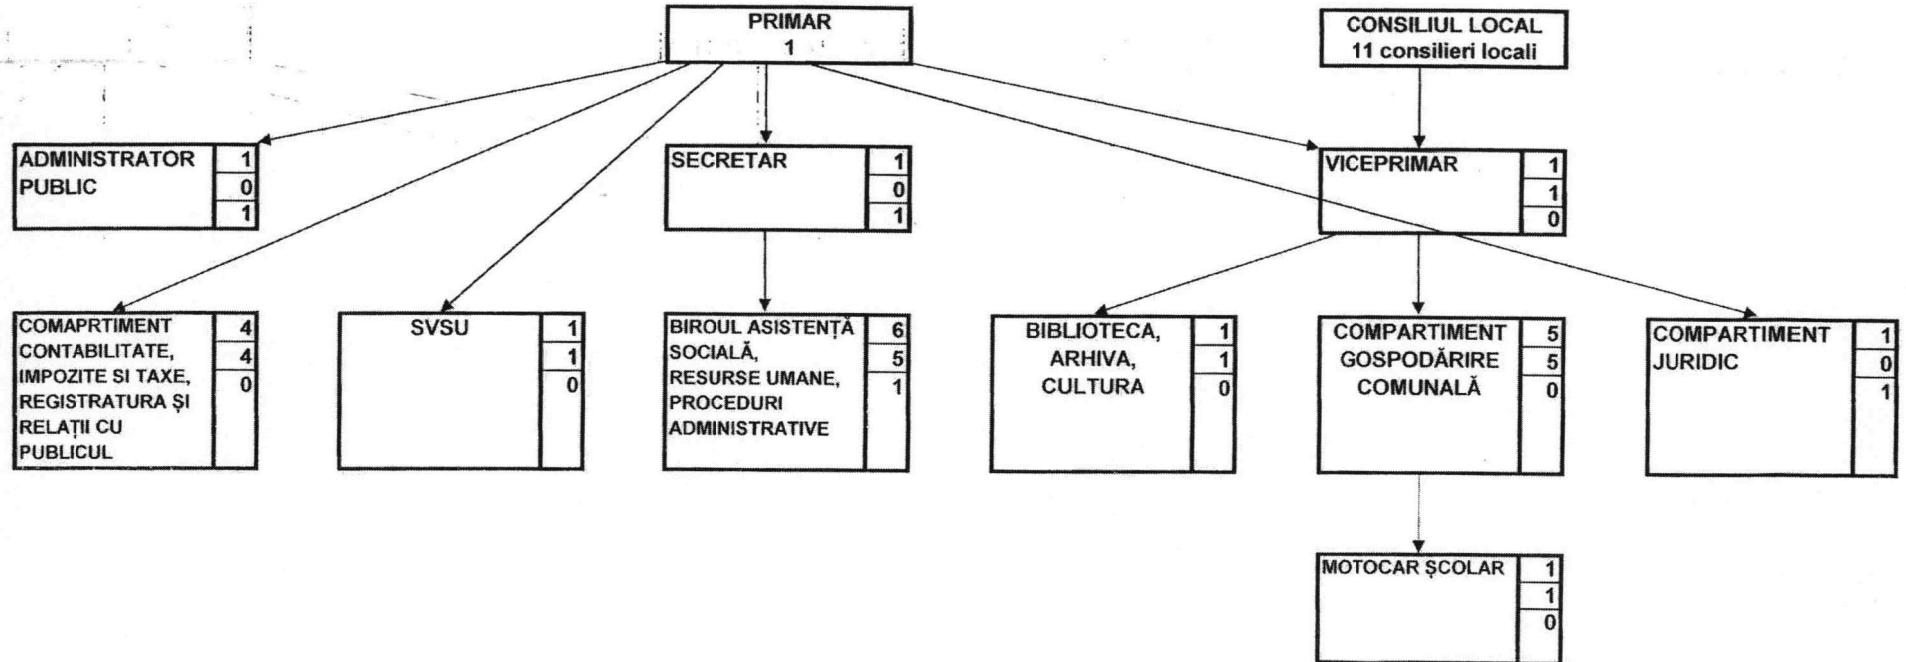 PRIMAR
1
CONSILIUL LOCAL
11 consilieri locali
ADMINISTRATOR
PUBLIC
1
0
1
SECRETAR
1
0
1
VICEPRIMAR
1
1
0
COMAPRTIMENT
CONTABILITATE,
IMPOZITE SI TAXE,
REGISTRATURA ȘI
RELAȚII CU
PUBLICUL
4
4
0
SVSU
1
1
0
BIROUL ASISTENȚĂ
SOCIALĂ,
RESURSE UMANE,
PROCEDURI
ADMINISTRATIVE
6
5
1
BIBLIOTECA,
ARHIVA,
CULTURA
1
1
0
COMPARTIMENT
GOSPODĂRIRE
COMUNALĂ
5
5
0
COMPARTIMENT
JURIDIC
1
0
1
MOTOCAR ȘCOLAR
1
1
0